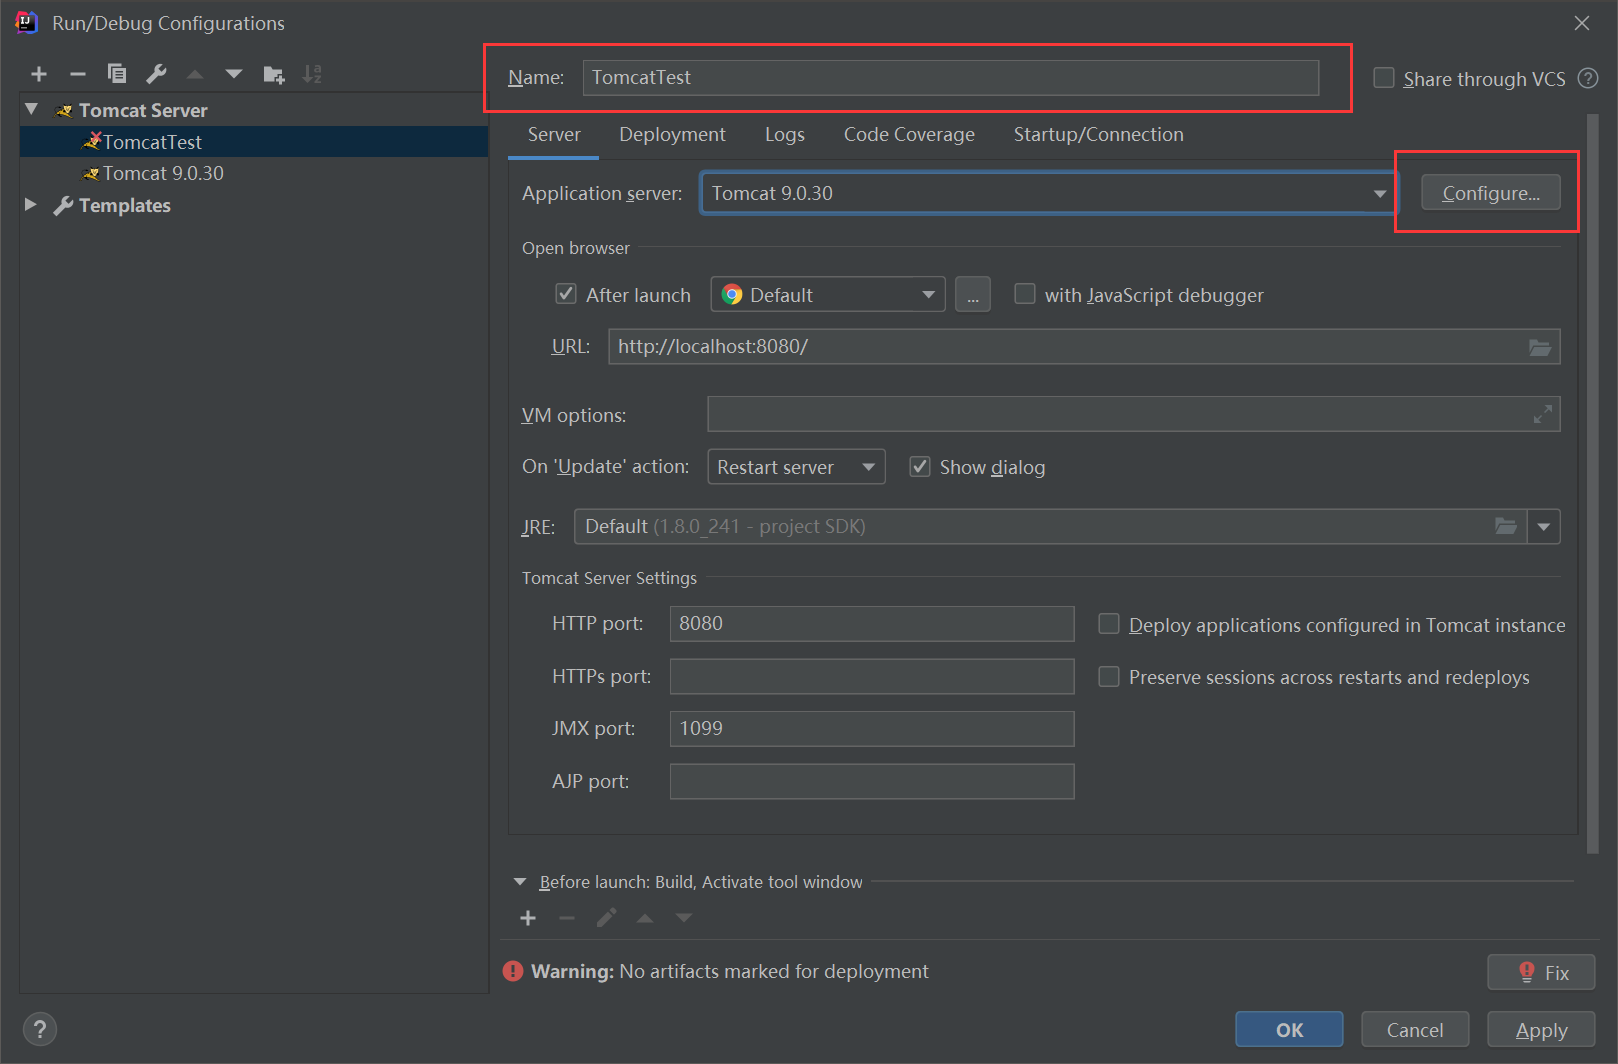 Run/Debug Configurations
Name: TomcatTest
Share through VCS
Tomcat Server
TomcatTest
Tomcat 9.0.30
Templates
Server Deployment Logs Code Coverage Startup/Connection
Application server: Tomcat 9.0.30 Configure...
Open browser
After launch Default ... with JavaScript debugger
URL: http://localhost:8080/
VM options:
On 'Update' action: Restart server Show dialog
JRE: Default (1.8.0_241 - project SDK)
Tomcat Server Settings
HTTP port: 8080 Deploy applications configured in Tomcat instance
HTTPs port: Preserve sessions across restarts and redeploys
JMX port: 1099
AJP port:
Before launch: Build, Activate tool window
Warning: No artifacts marked for deployment Fix
? OK Cancel Apply